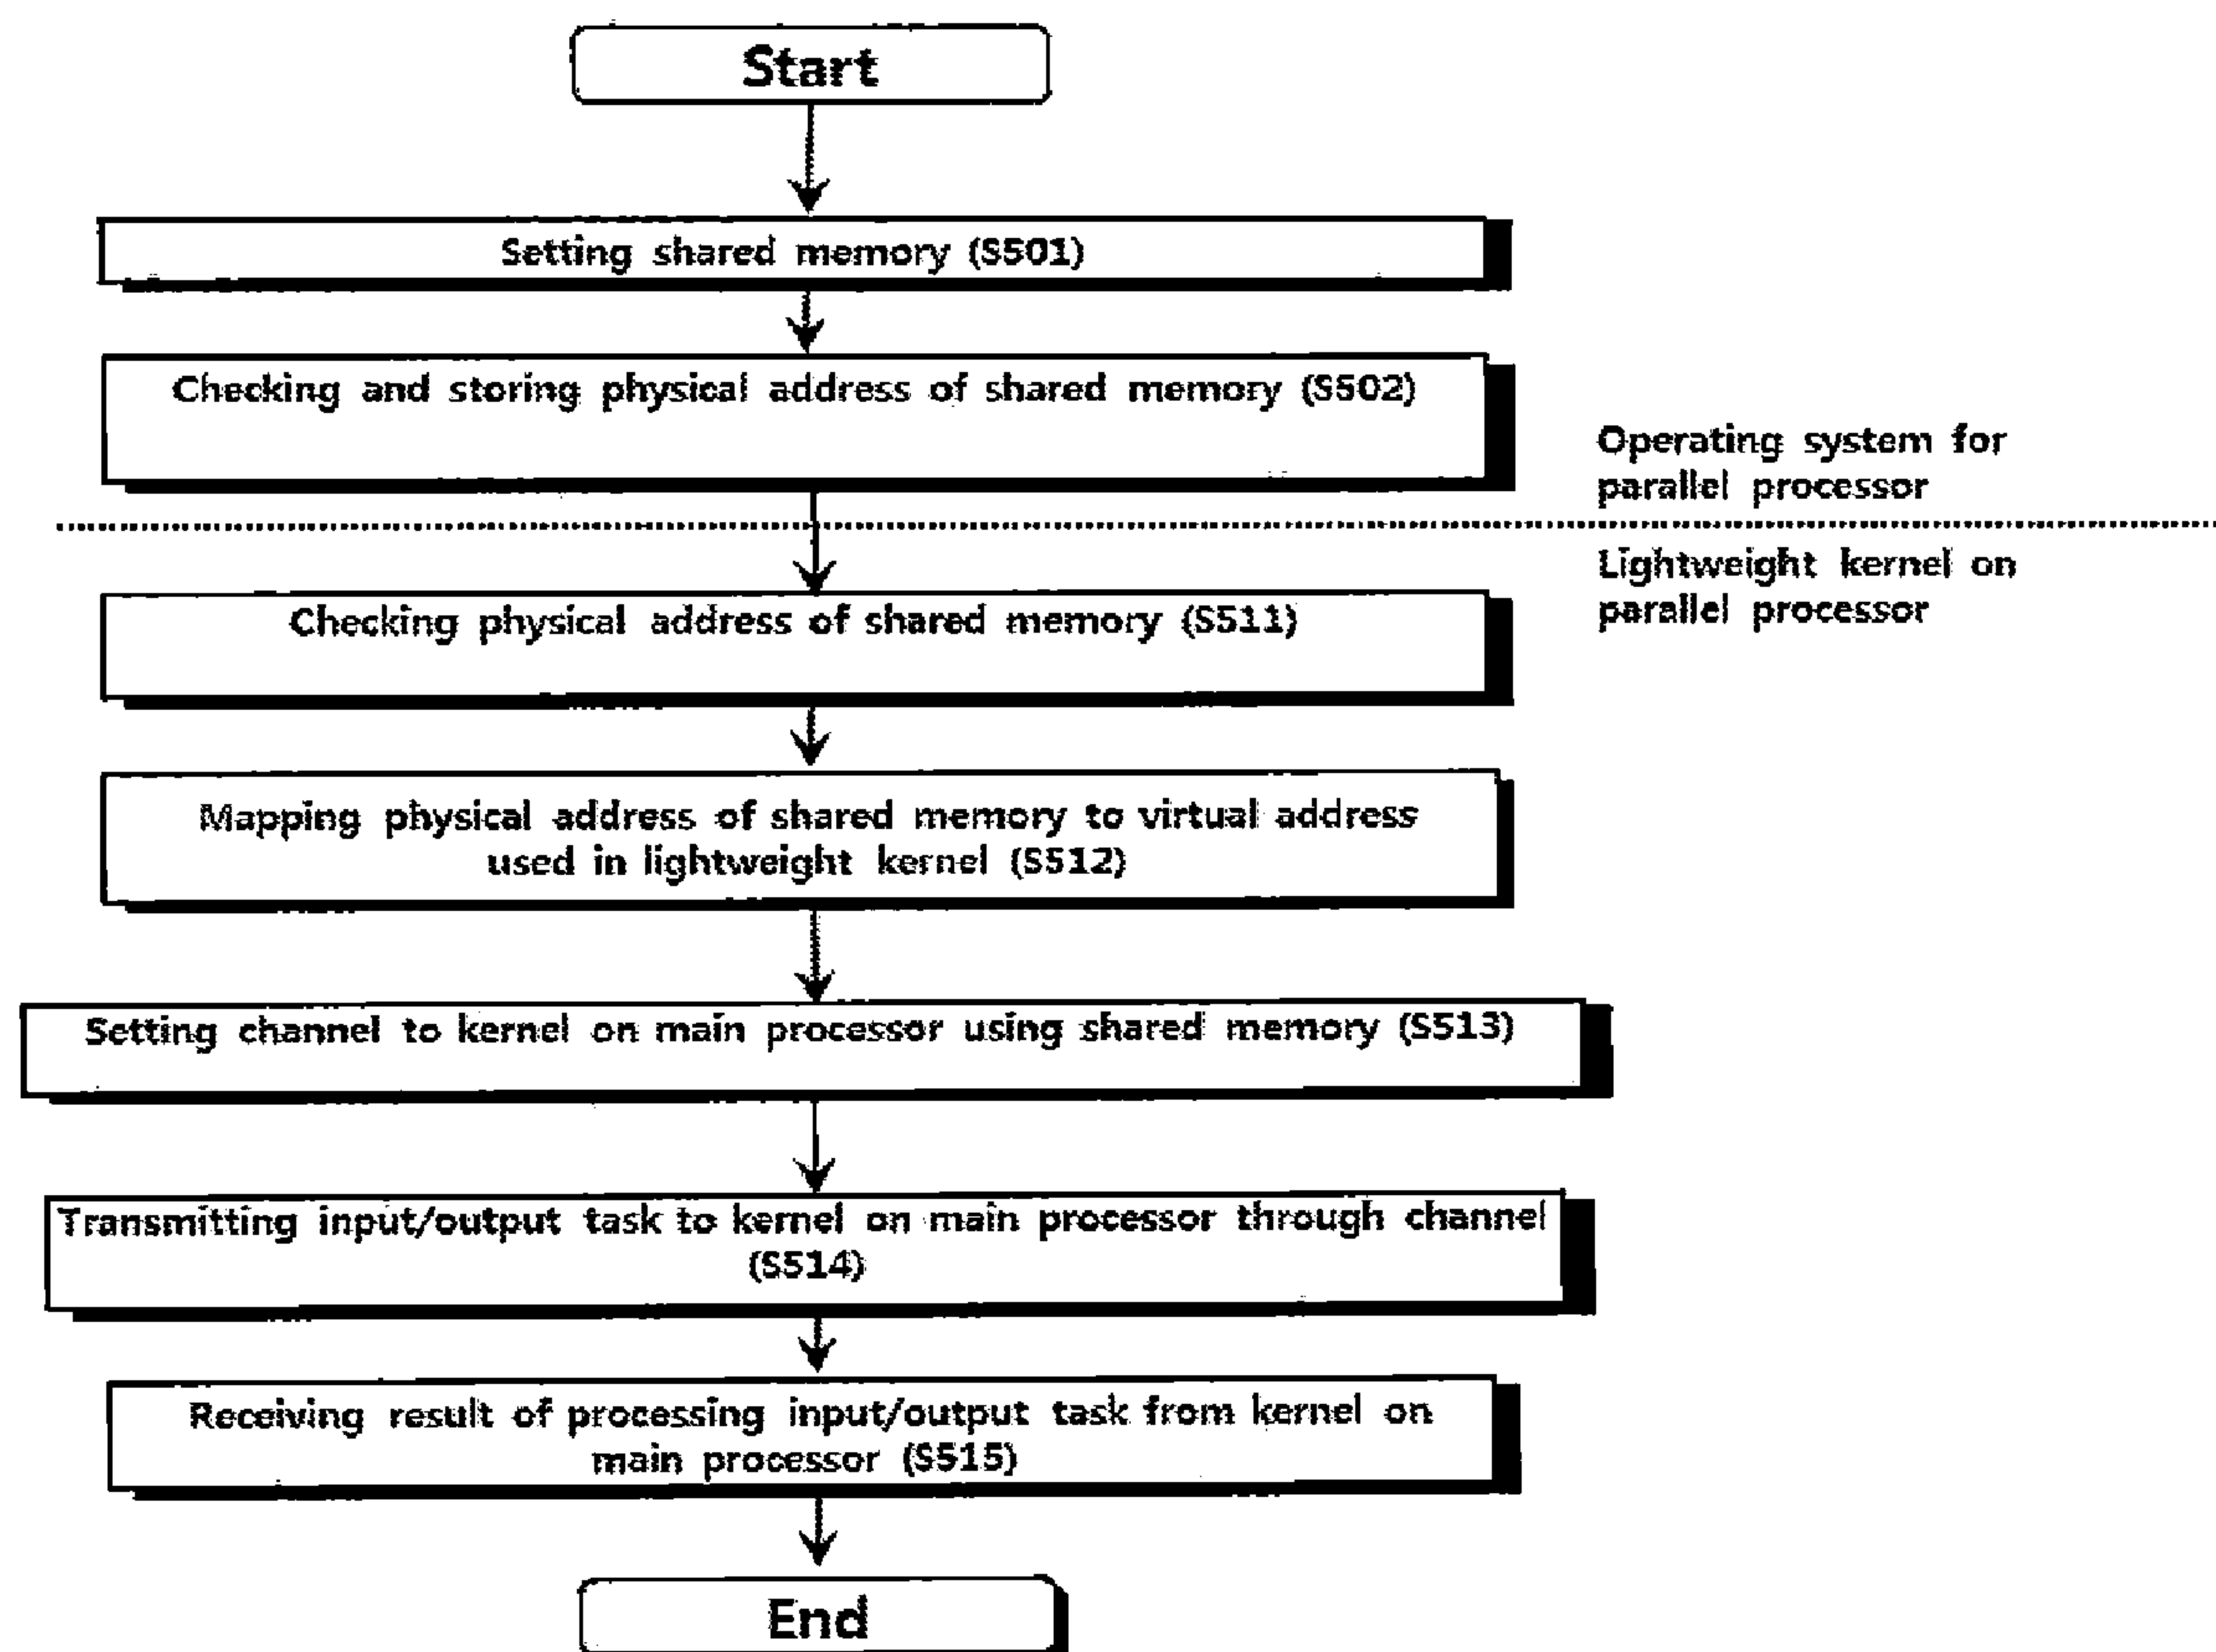 Start
Setting shared memory (S501)
Checking and storing physical address of shared memory (S502)
Operating system for
parallel processor
Lightweight kernel on
parallel processor
Checking physical address of shared memory (S511)
Mapping physical address of shared memory to virtual address
used in lightweight kernel (S512)
Setting channel to kernel on main processor using shared memory (S513)
Transmitting input/output task to kernel on main processor through channel
(S514)
Receiving result of processing input/output task from kernel on
main processor (S515)
End